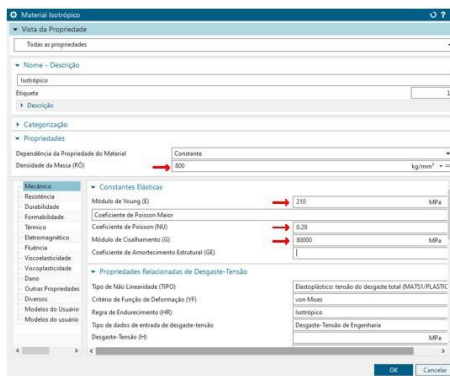 Material Isotrópico
Vista da Propriedade
Todas as propriedades
Nome - Descrição
Isotrópico
Etiqueta 1
Descrição
Categorização
Propriedades
Dependência da Propriedade do Material Constante
Densidade da Massa (RÔ) 800 kg/mm³
Mecânico
Resistência
Durabilidade
Formabilidade
Térmico
Eletromagnético
Fluência
Viscoelasticidade
Viscoplasticidade
Dano
Outras Propriedades
Diversos
Modelos do Usuário
Modelos do usuário
Constantes Elásticas
Módulo de Young (E) 210 MPa
Coeficiente de Poisson Maior
Coeficiente de Poisson (NU) 0.29
Módulo de Cisalhamento (G) 80000 MPa
Coeficiente de Amortecimento Estrutural (GE)
Propriedades Relacionadas de Desgaste-Tensão
Tipo de Não Linearidade (TIPO) Elastoplástico: tensão do desgaste total (MATS1/PLASTIC
Critério de Função de Deformação (YF) von Mises
Regra de Endurecimento (HR) Isotrópico
Tipo de dados de entrada de desgaste-tensão Desgaste-Tensão de Engenharia
Desgaste-Tensão (H) MPa
OK Cancelar